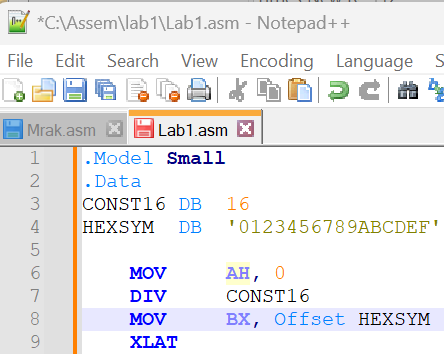 *C:\Assem\lab1\Lab1.asm - Notepad++
File Edit Search View Encoding Language
Mrak.asm Lab1.asm
1 .Model Small
2 .Data
3 CONST16 DB 16
4 HEXSYM DB '0123456789ABCDEF'
5
6 MOV AH, 0
7 DIV CONST16
8 MOV BX, Offset HEXSYM
9 XLAT